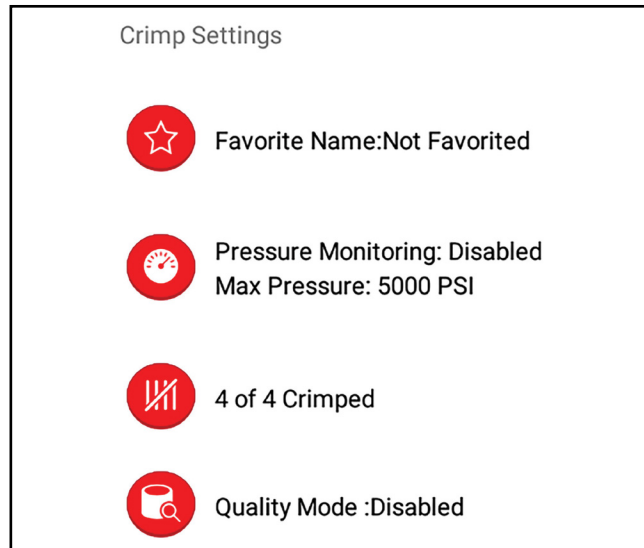 Crimp Settings
Favorite Name:Not Favorited
Pressure Monitoring: Disabled
Max Pressure: 5000 PSI
4 of 4 Crimped
Quality Mode :Disabled